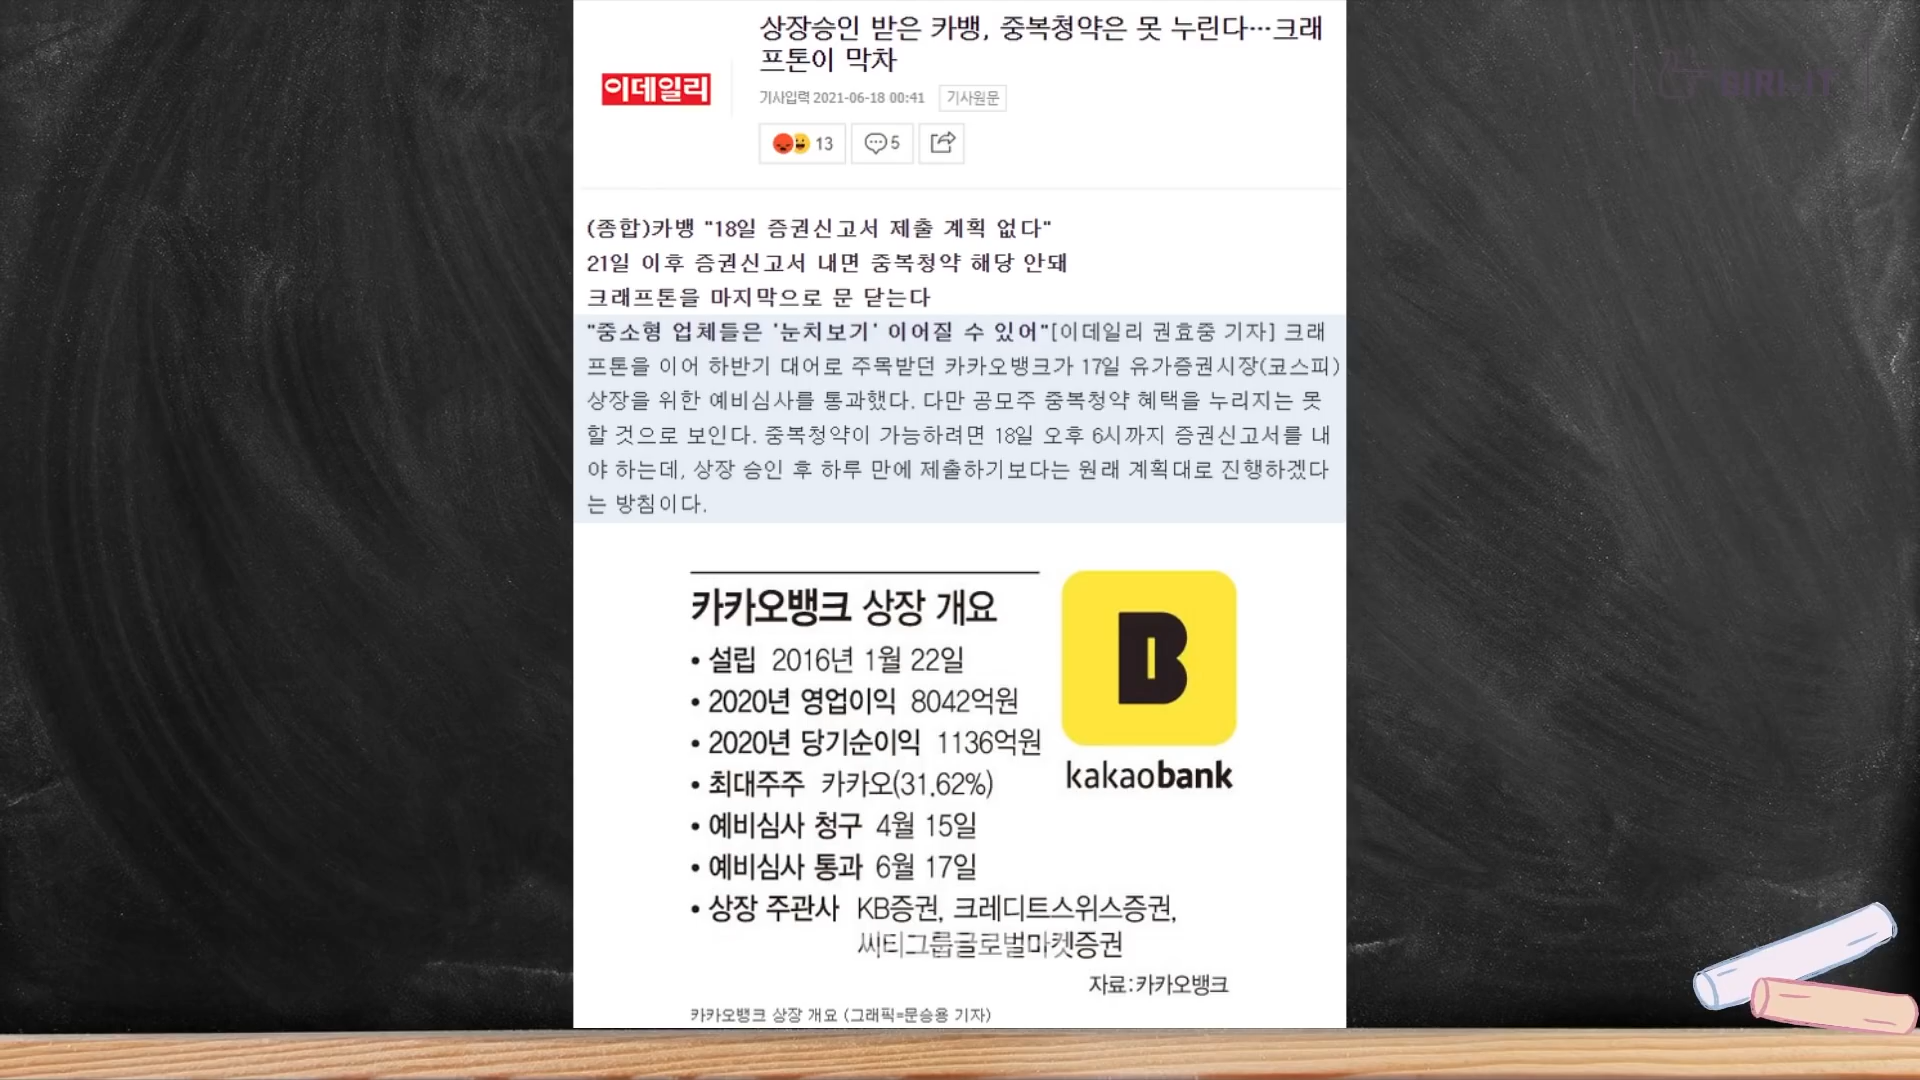 상장승인 받은 카뱅, 중복청약은 못 누린다…크래
프톤이 막차
이데일리
기사입력 2021-06-18 00:41 기사원문
13 5
(종합)카뱅 "18일 증권신고서 제출 계획 없다"
21일 이후 증권신고서 내면 중복청약 해당 안돼
크래프톤을 마지막으로 문 닫는다
"중소형 업체들은 '눈치보기' 이어질 수 있어"[이데일리 권효중 기자] 크래
프톤을 이어 하반기 대어로 주목받던 카카오뱅크가 17일 유가증권시장(코스피)
상장을 위한 예비심사를 통과했다. 다만 공모주 중복청약 혜택을 누리지는 못
할 것으로 보인다. 중복청약이 가능하려면 18일 오후 6시까지 증권신고서를 내
야 하는데, 상장 승인 후 하루 만에 제출하기보다는 원래 계획대로 진행하겠다
는 방침이다.
카카오뱅크 상장 개요
• 설립 2016년 1월 22일
• 2020년 영업이익 8042억원
• 2020년 당기순이익 1136억원
• 최대주주 카카오(31.62%)
• 예비심사 청구 4월 15일
• 예비심사 통과 6월 17일
• 상장 주관사 KB증권, 크레디트스위스증권,
씨티그룹글로벌마켓증권
B
kakaobank
자료:카카오뱅크
카카오뱅크 상장 개요 (그래픽=문승용 기자)